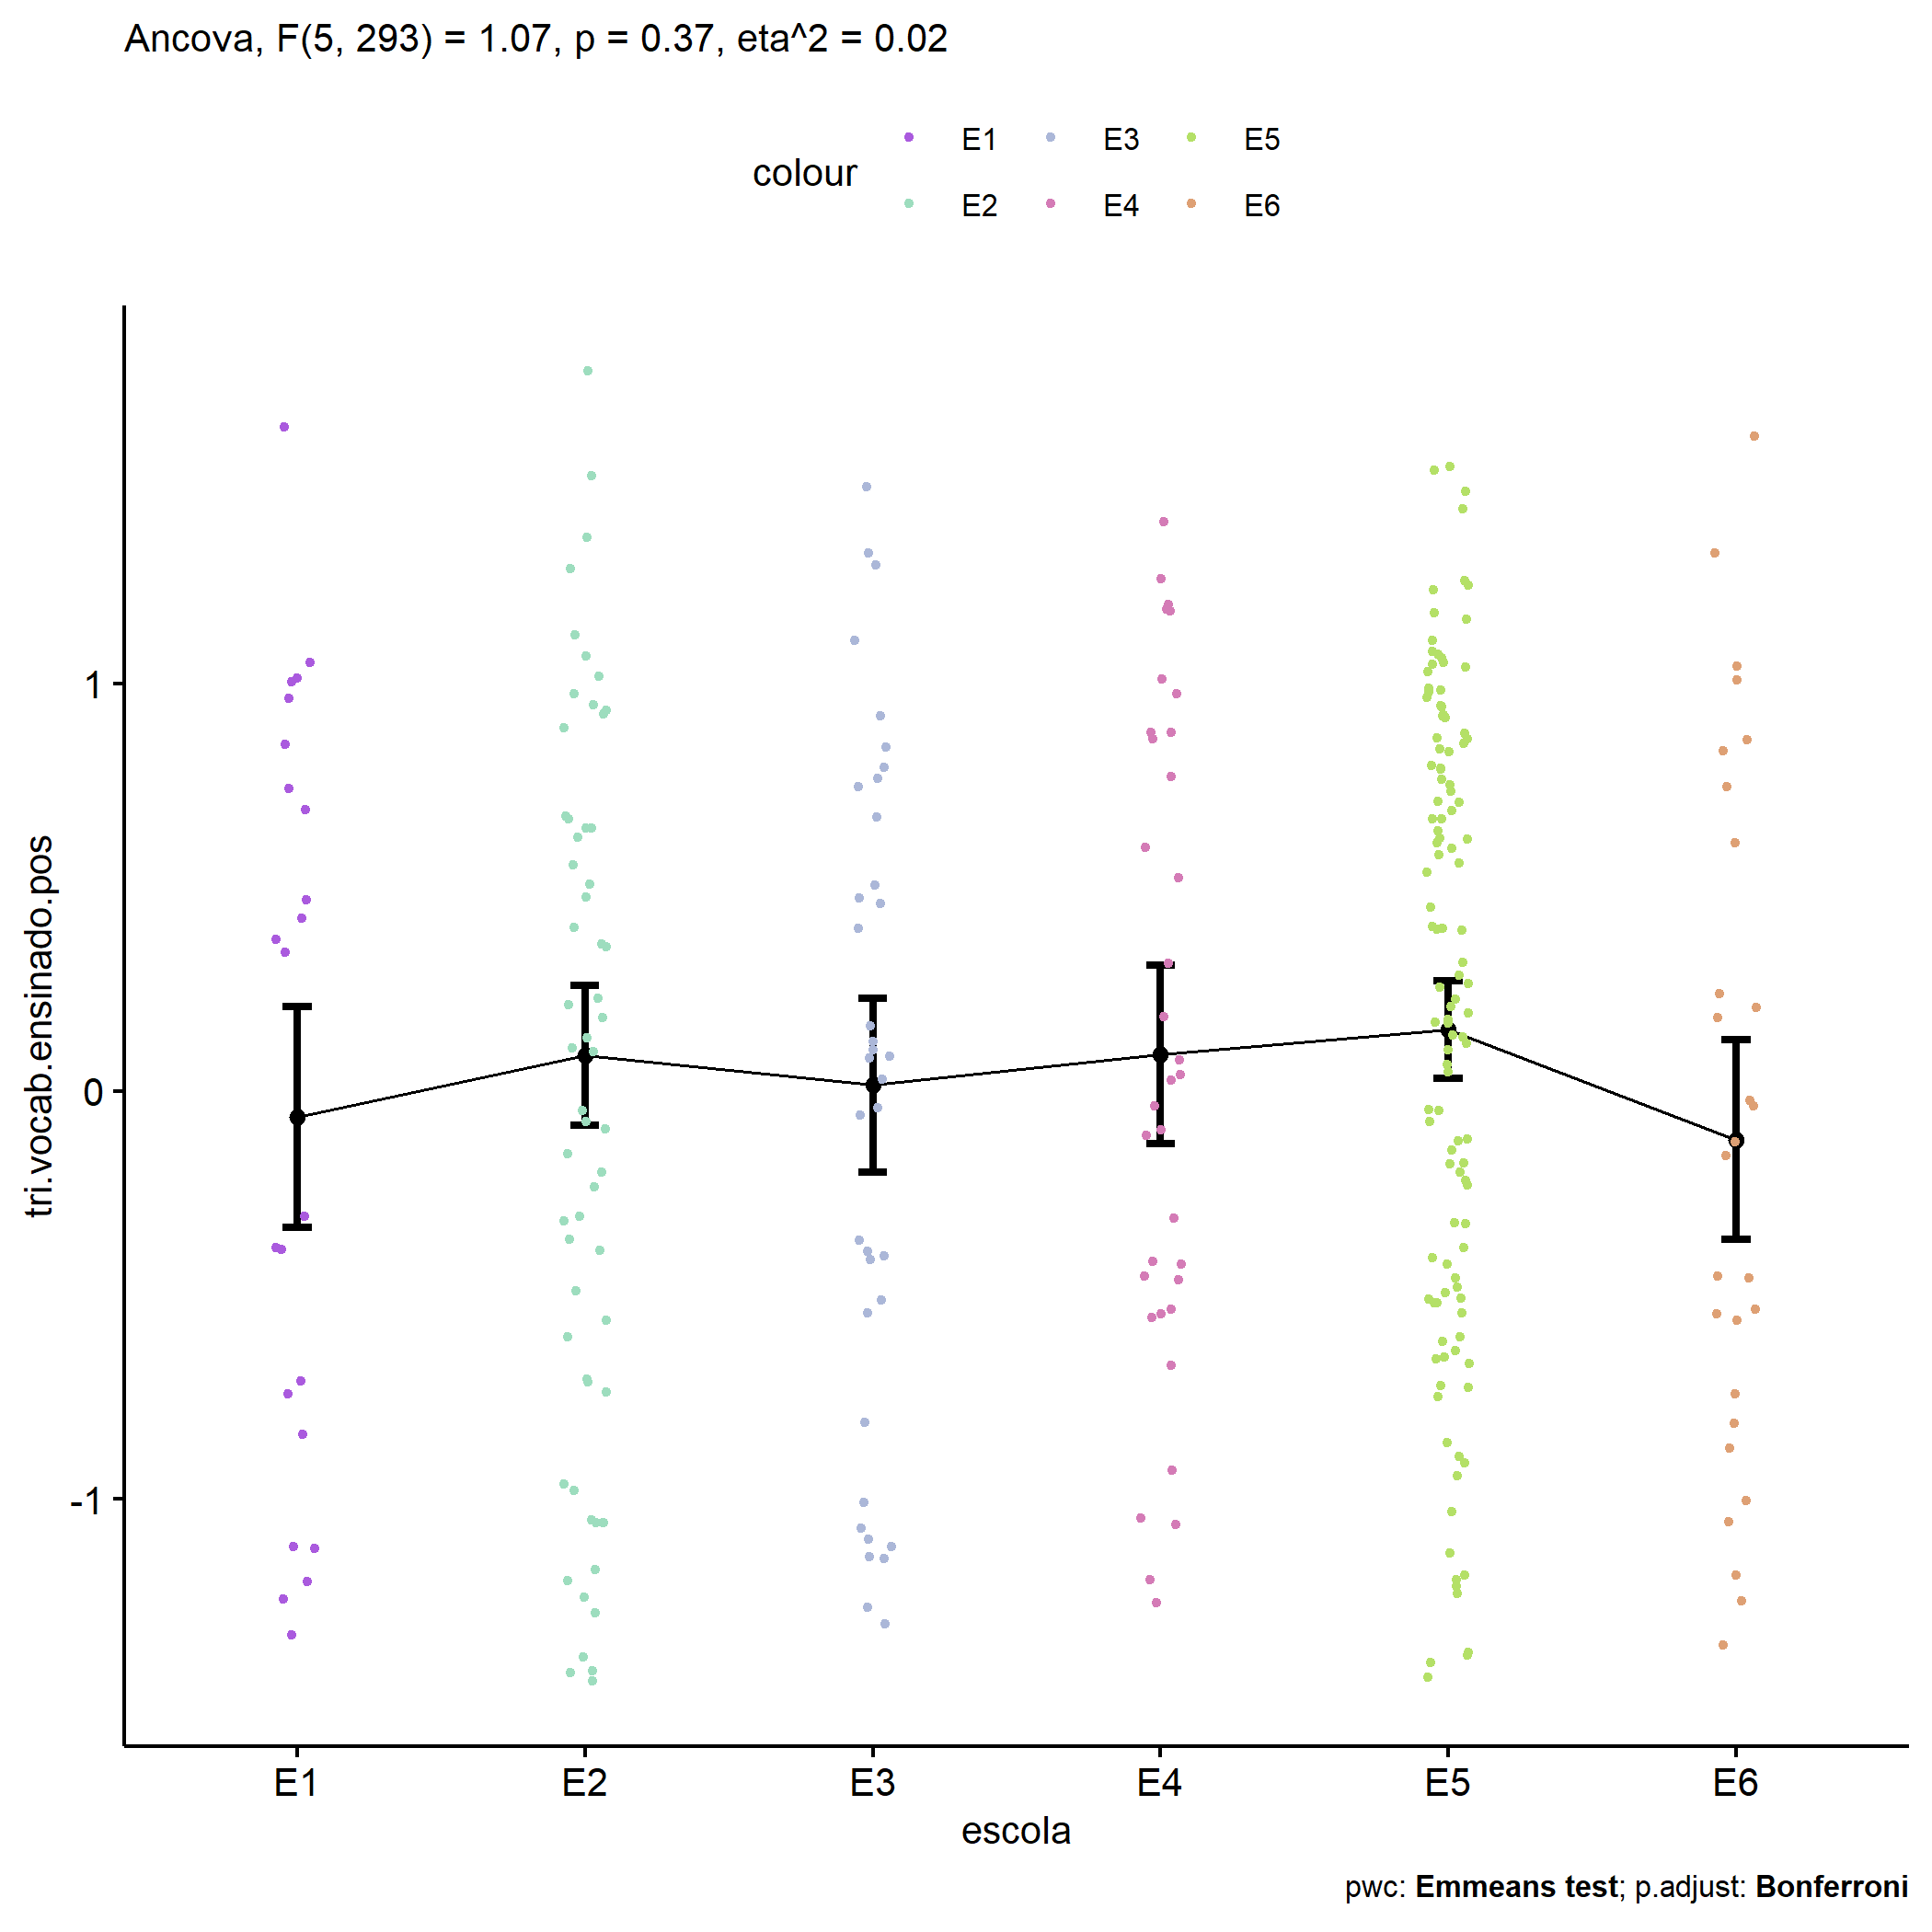 Ancova, F(5, 293) = 1.07, p = 0.37, eta^2 = 0.02
colour
E1 E3 E5
E2 E4 E6
tri.vocab.ensinado.pos
1
0
-1
E1 E2 E3 E4 E5 E6
escola
pwc: Emmeans test; p.adjust: Bonferroni